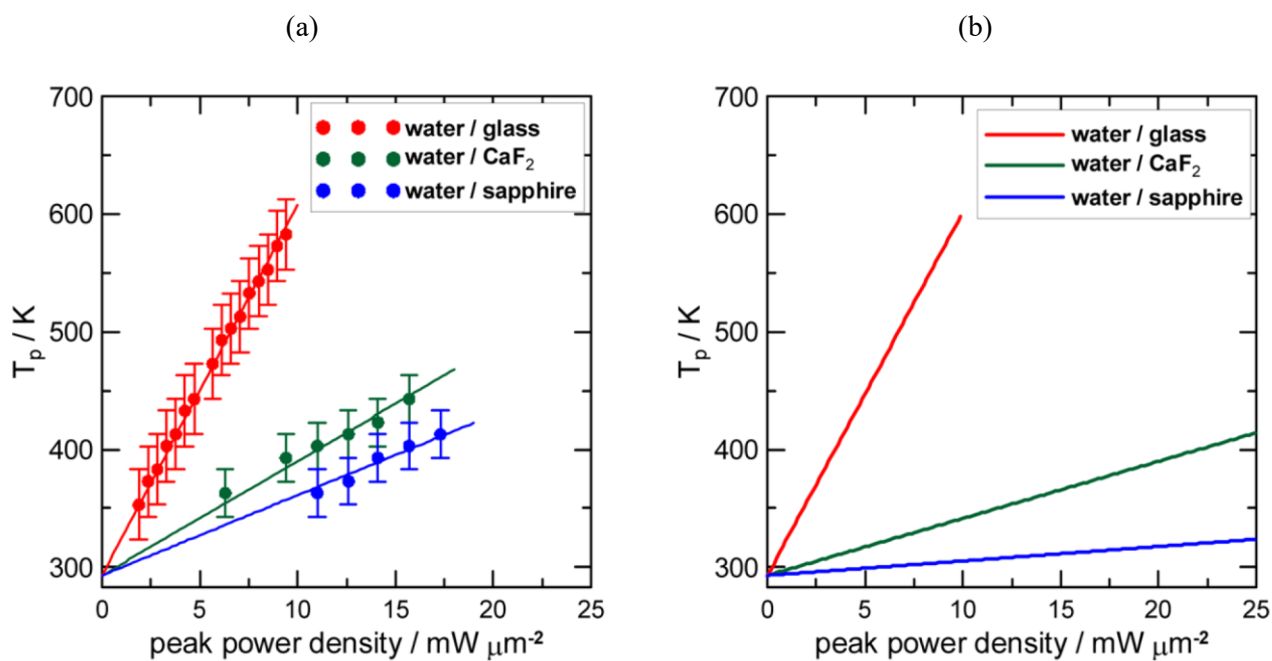 (a)
(b)
700
600
500
400
300
T_p / K
water / glass
water / CaF₂
water / sapphire
0
5
10
15
20
25
peak power density / mW μm⁻²
700
600
500
400
300
T_p / K
water / glass
water / CaF₂
water / sapphire
0
5
10
15
20
25
peak power density / mW μm⁻²